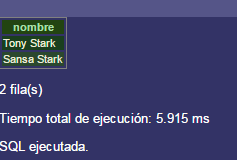 nombre
Tony Stark
Sansa Stark
2 fila(s)
Tiempo total de ejecución: 5.915 ms
SQL ejecutada.